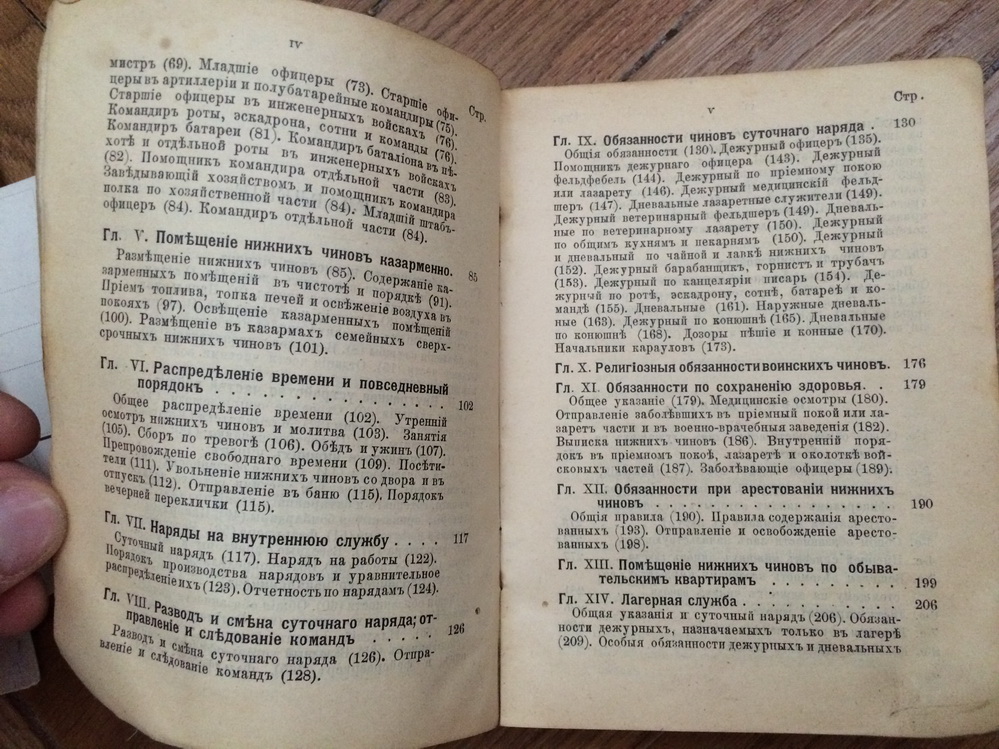 IV
Стр.
мистръ (69). Младшіе офицеры (73). Старшіе офи-
церы въ артиллеріи и полубатарейные командиры (75).
Старшіе офицеры въ инженерныхъ войскахъ (76).
Командиръ роты, эскадрона, сотни и команды (76).
Командиръ батареи (81). Командиръ баталіона въ пѣ-
хотѣ и отдѣльной роты въ инженерныхъ войскахъ
(82). Помощникъ командира отдѣльной части (83).
Завѣдывающій хозяйствомъ и помощникъ командира
полка по хозяйственной части (84). Младшій штабъ-
офицеръ (84). Командиръ отдѣльной части (84).
Гл. V. Помѣщеніе нижнихъ чиновъ казарменно. 85
Размѣщеніе нижнихъ чиновъ (85). Содержаніе ка-
зарменныхъ помѣщеній въ чистотѣ и порядкѣ (91).
Пріемъ топлива, топка печей и освѣженіе воздуха въ
покояхъ (97). Освѣщеніе казарменныхъ помѣщеній
(100). Размѣщеніе въ казармахъ семейныхъ сверх-
срочныхъ нижнихъ чиновъ (101).
Гл. VI. Распредѣленіе времени и повседневный
порядокъ . . . . . . . . . . . . . . . 102
Общее распредѣленіе времени (102). Утренній
осмотръ нижнихъ чиновъ и молитва (103). Занятія
(105). Сборъ по тревогѣ (106). Обѣдъ и ужинъ (107).
Препровожденіе свободнаго времени (109). Посѣти-
тели (111). Увольненіе нижнихъ чиновъ со двора и въ
отпускъ (112). Отправленіе въ баню (115). Порядокъ
вечерней переклички (115).
Гл. VII. Наряды на внутреннюю службу . . . . 117
Суточный нарядъ (117). Нарядъ на работы (122).
Порядокъ производства нарядовъ и уравнительное
распредѣленіе ихъ (123). Отчетность по нарядамъ (124).
Гл. VIII. Разводъ и смѣна суточнаго наряда; от-
правленіе и слѣдованіе командъ . . . . . 126
Разводъ и смѣна суточнаго наряда (126). Отпра-
вленіе и слѣдованіе командъ (128).
V
Стр.
Гл. IX. Обязанности чиновъ суточнаго наряда . 130
Общія обязанности (130). Дежурный офицеръ (135).
Помощникъ дежурнаго офицера (143). Дежурный
фельдфебель (144). Дежурный по пріемному покою
или лазарету (146). Дежурный медицинскій фельд-
шеръ (147). Дневальные лазаретные служители (149).
Дежурный ветеринарный фельдшеръ (149). Дневаль-
ные по ветеринарному лазарету (150). Дежурный
по общимъ кухнямъ и пекарнямъ (150). Дежурный
и дневальный по чайной и лавкѣ нижнихъ чиновъ
(152). Дежурный барабанщикъ, горнистъ и трубачъ
(153). Дежурный по канцеляріи писарь (154). Де-
журный по ротѣ, эскадрону, сотнѣ, батареѣ и ко-
мандѣ (155). Дневальные (161). Наружные дневаль-
ные (163). Дежурный по конюшнѣ (165). Дневальные
по конюшнѣ (168). Дозоры пѣшіе и конные (170).
Начальники карауловъ (173).
Гл. X. Религіозныя обязанности воинскихъ чиновъ. 176
Гл. XI. Обязанности по сохраненію здоровья. . 179
Общее указаніе (179). Медицинскіе осмотры (180).
Отправленіе заболѣвшихъ въ пріемный покой или ла-
заретъ части и въ военно-врачебныя заведенія (182).
Выписка нижнихъ чиновъ (186). Внутренній поря-
докъ въ пріемномъ покоѣ, лазаретѣ и околоткѣ вой-
сковыхъ частей (187). Заболѣвающіе офицеры (189).
Гл. XII. Обязанности при арестованіи нижнихъ
чиновъ . . . . . . . . . . . . . . . . 190
Общія правила (190). Правила содержанія аресто-
ванныхъ (193). Отправленіе и освобожденіе аресто-
ванныхъ (198).
Гл. XIII. Помѣщеніе нижнихъ чиновъ по обыва-
тельскимъ квартирамъ . . . . . . . . . 199
Гл. XIV. Лагерная служба . . . . . . . . . . . 206
Общая указанія и суточный нарядъ (206). Обязан-
ности дежурныхъ, назначаемыхъ только въ лагерѣ
(209). Особыя обязанности дежурныхъ и дневальныхъ